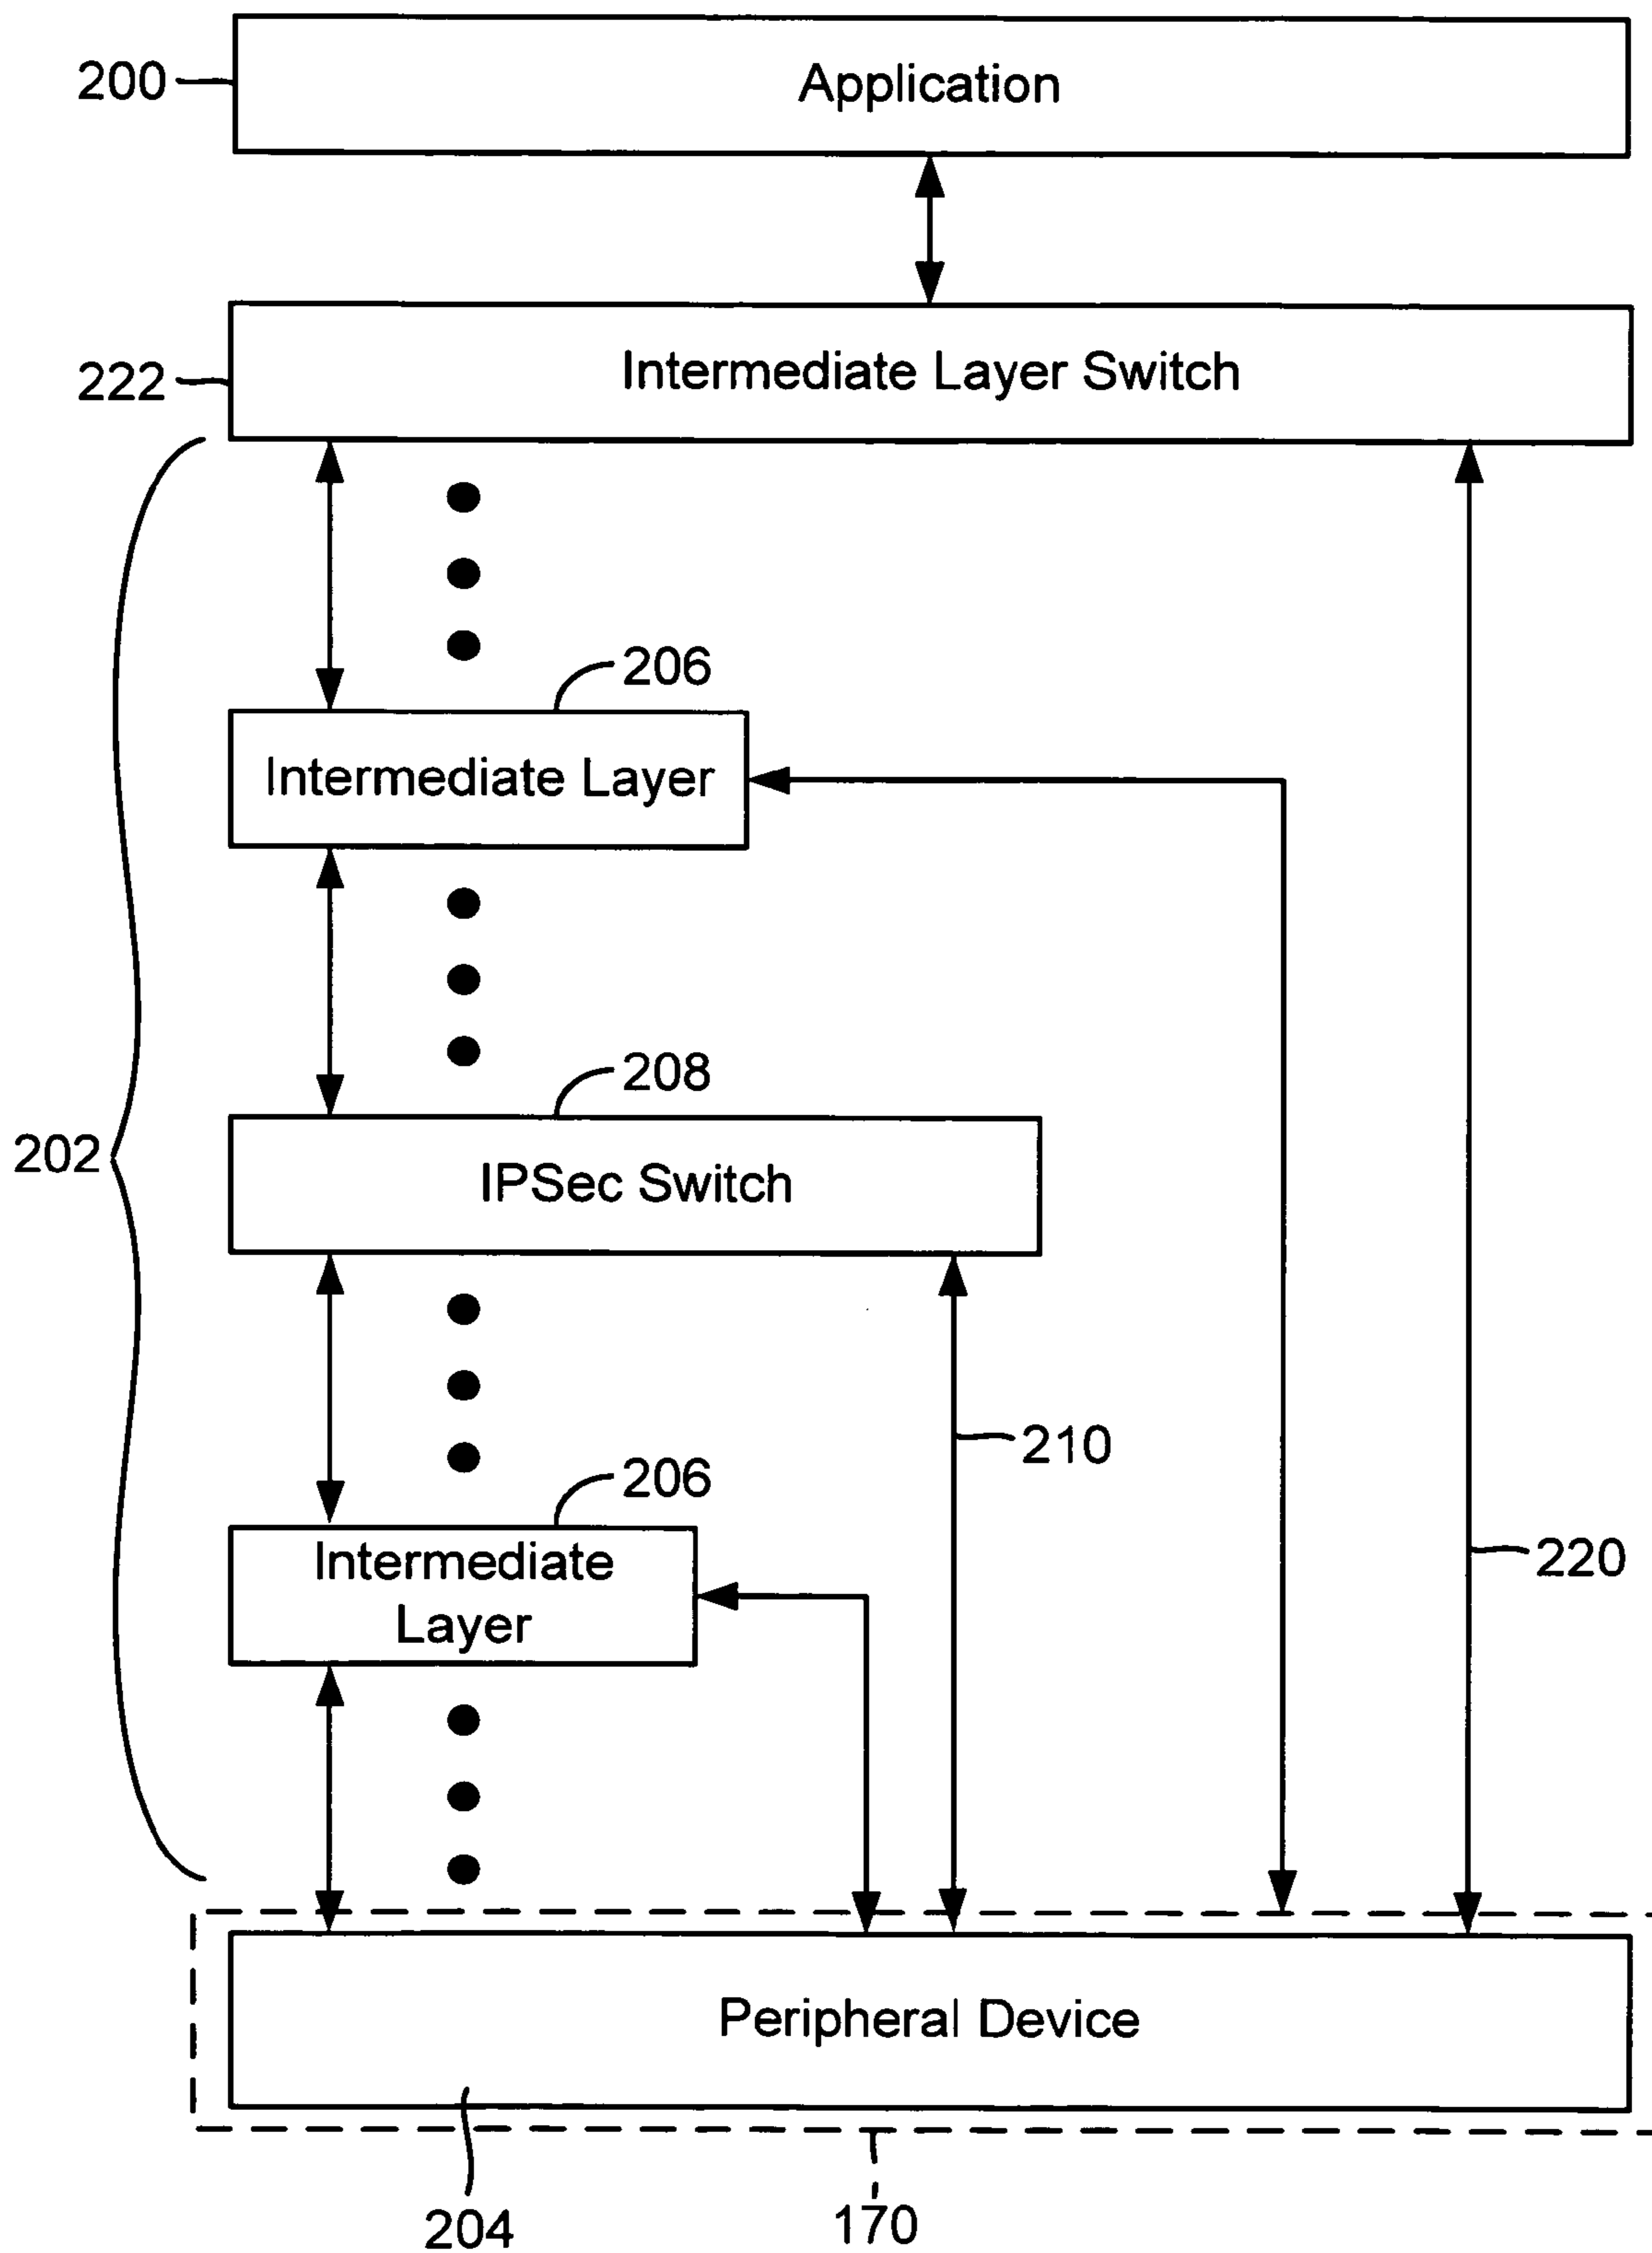 200
Application
222
Intermediate Layer Switch
206
Intermediate Layer
202
208
IPSec Switch
210
206
Intermediate
Layer
220
Peripheral Device
204
170